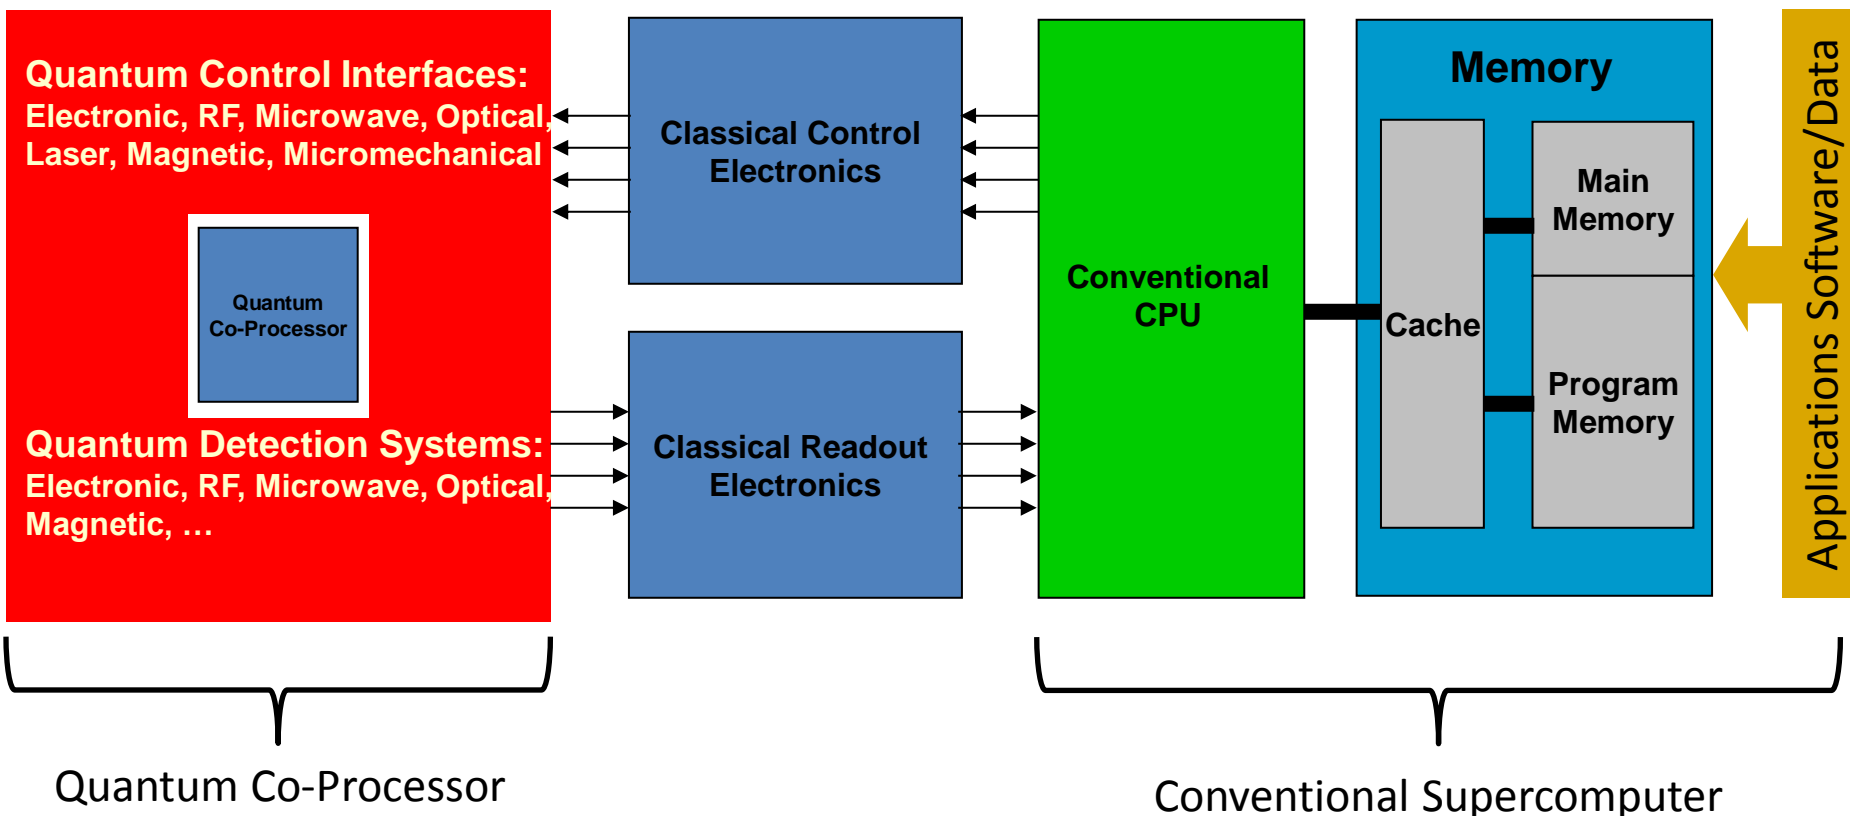 Quantum Control Interfaces:
Electronic, RF, Microwave, Optical,
Laser, Magnetic, Micromechanical
Quantum
Co-Processor
Quantum Detection Systems:
Electronic, RF, Microwave, Optical,
Magnetic, …
Classical Control
Electronics
Classical Readout
Electronics
Conventional
CPU
Memory
Cache
Main
Memory
Program
Memory
Applications Software/Data
Quantum Co-Processor
Conventional Supercomputer